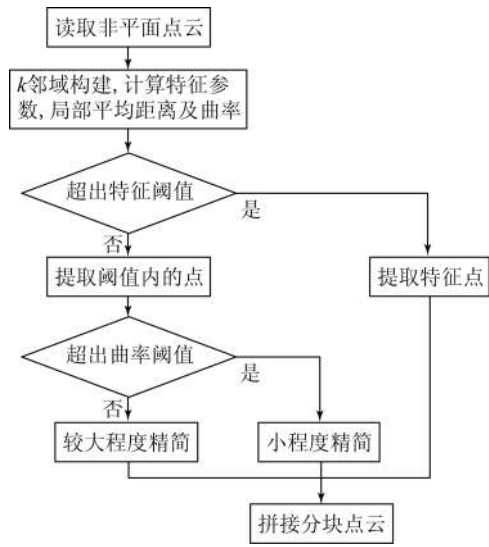 读取非平面点云
k邻域构建,计算特征参
数,局部平均距离及曲率
超出特征阈值
是
否
提取阈值内的点
提取特征点
超出曲率阈值
是
否
较大程度精简
小程度精简
拼接分块点云